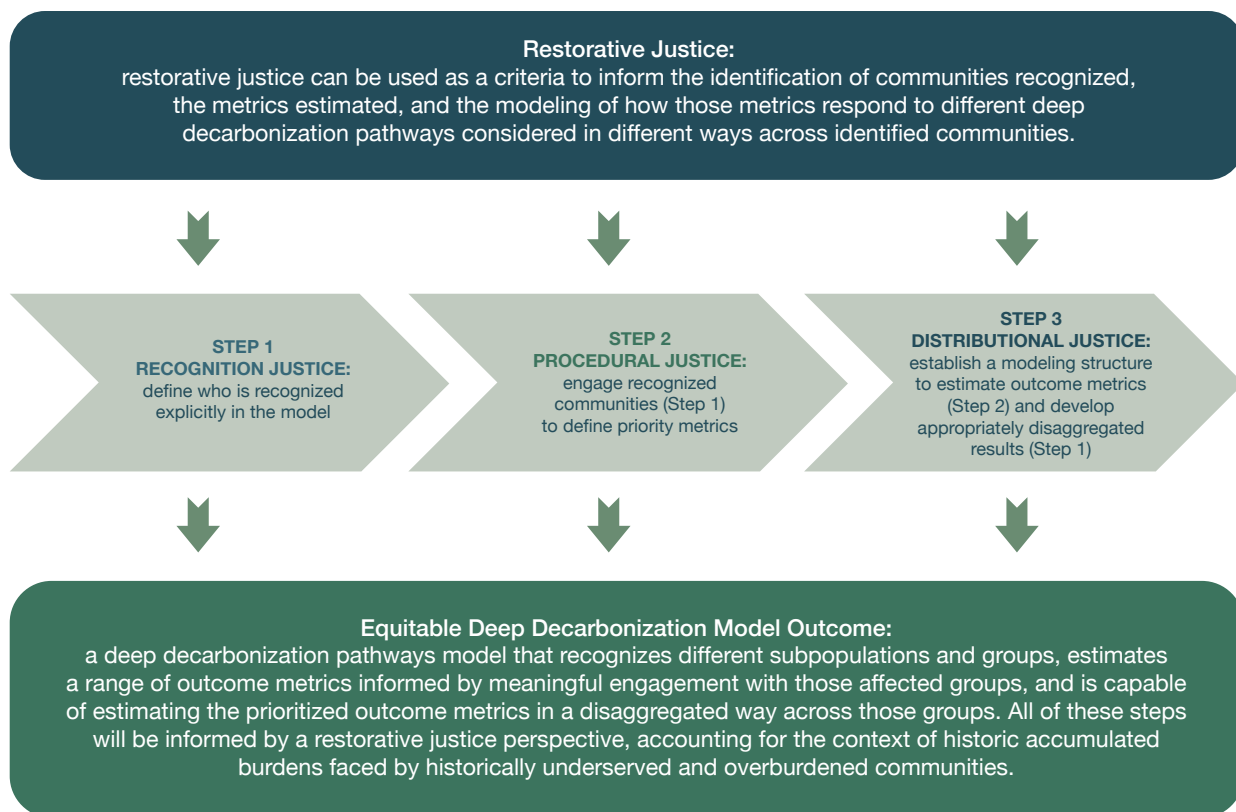 Restorative Justice:
restorative justice can be used as a criteria to inform the identification of communities recognized,
the metrics estimated, and the modeling of how those metrics respond to different deep
decarbonization pathways considered in different ways across identified communities.
STEP 1
RECOGNITION JUSTICE:
define who is recognized
explicitly in the model
STEP 2
PROCEDURAL JUSTICE:
engage recognized
communities (Step 1)
to define priority metrics
STEP 3
DISTRIBUTIONAL JUSTICE:
establish a modeling structure
to estimate outcome metrics
(Step 2) and develop
appropriately disaggregated
results (Step 1)
Equitable Deep Decarbonization Model Outcome:
a deep decarbonization pathways model that recognizes different subpopulations and groups, estimates
a range of outcome metrics informed by meaningful engagement with those affected groups, and is capable
of estimating the prioritized outcome metrics in a disaggregated way across those groups. All of these steps
will be informed by a restorative justice perspective, accounting for the context of historic accumulated
burdens faced by historically underserved and overburdened communities.